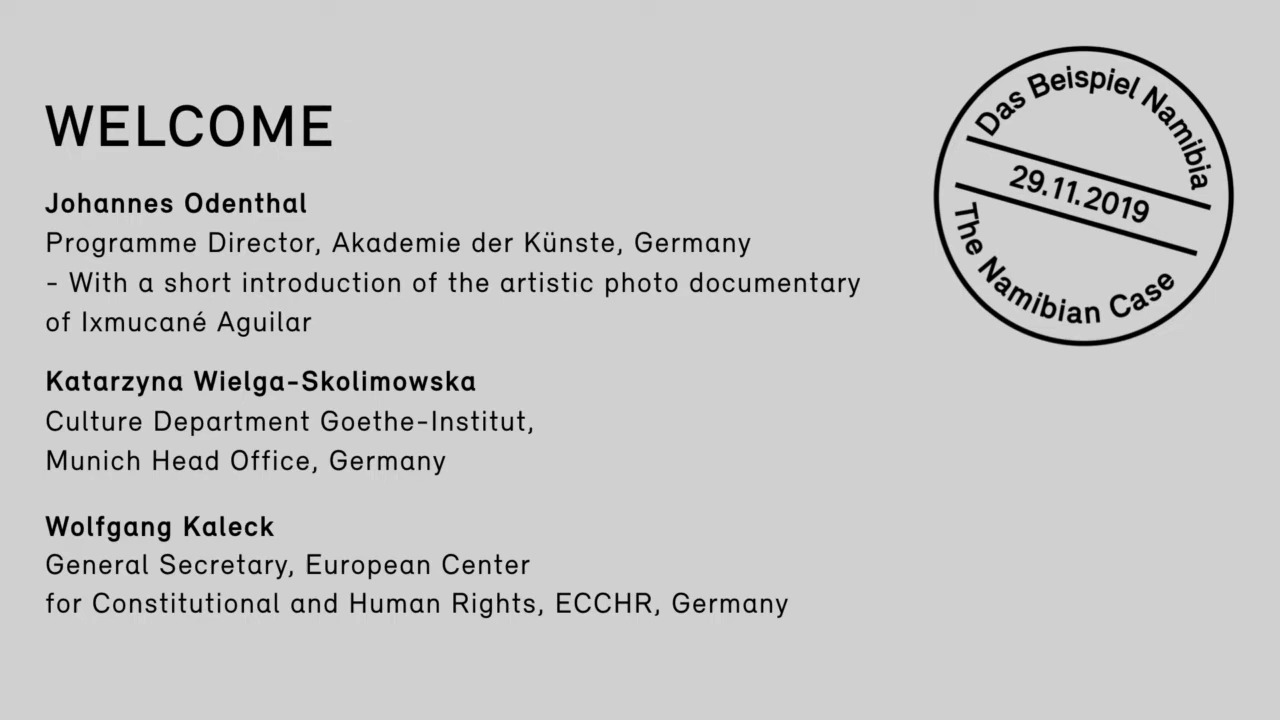 WELCOME
Johannes Odenthal
Programme Director, Akademie der Künste, Germany
- With a short introduction of the artistic photo documentary
of Ixmucané Aguilar
Katarzyna Wielga-Skolimowska
Culture Department Goethe-Institut,
Munich Head Office, Germany
Wolfgang Kaleck
General Secretary, European Center
for Constitutional and Human Rights, ECCHR, Germany
Das Beispiel Namibia
29.11.2019
The Namibian Case